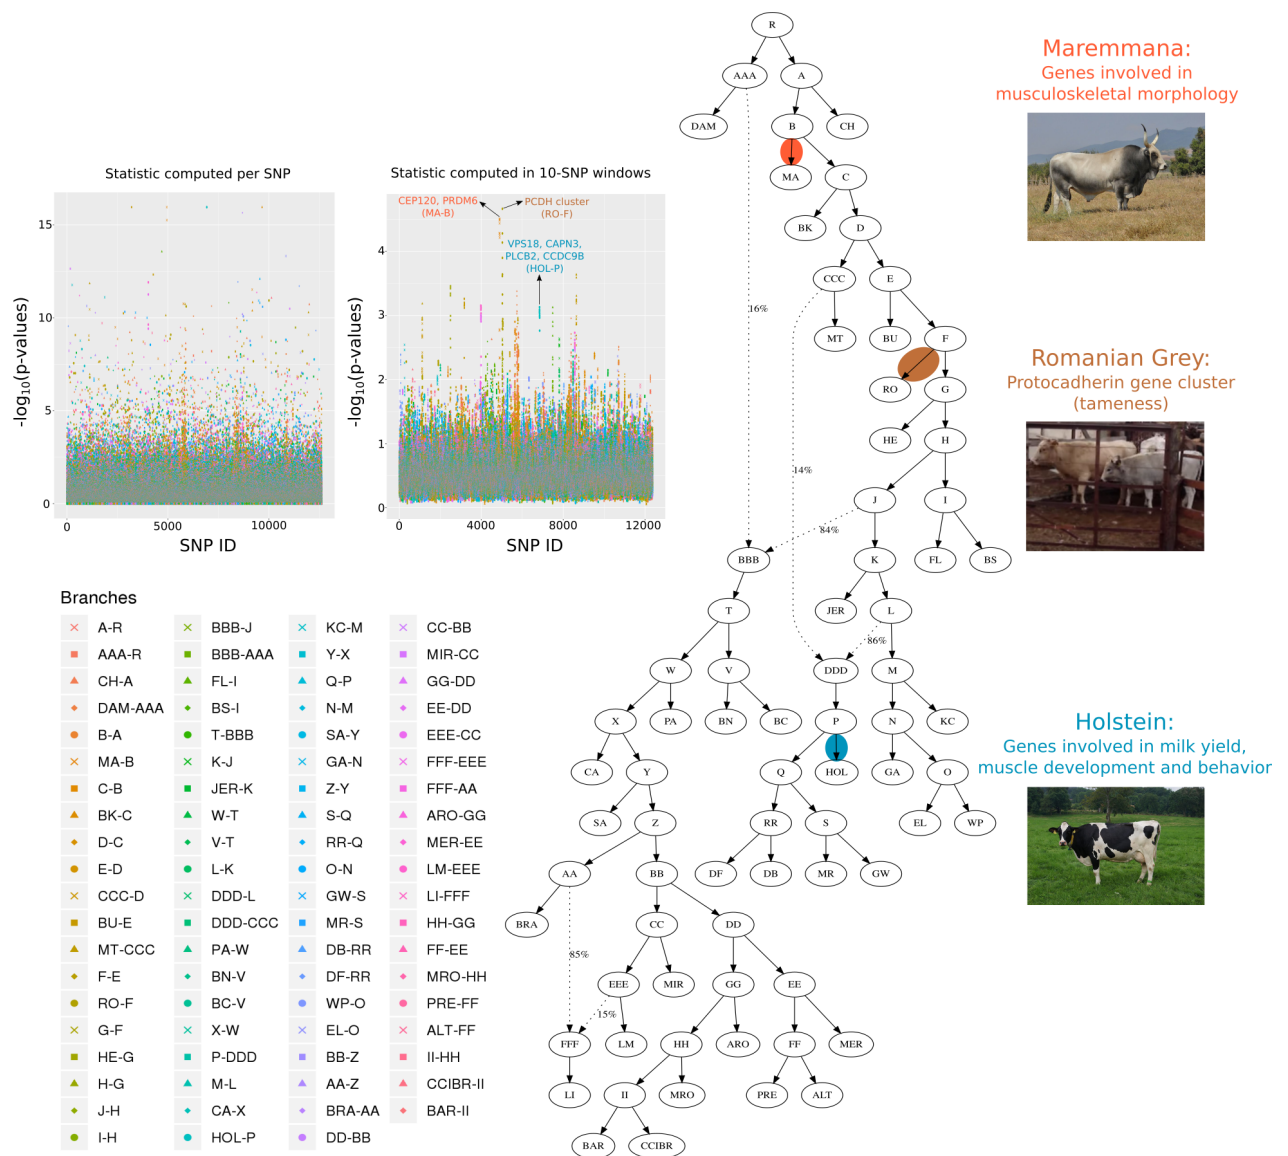 Statistic computed per SNP
-log10(p-values)
15
10
5
0
0
5000
10000
SNP ID
Statistic computed in 10-SNP windows
CEP120, PRDM6
(MA-B)
PCDH cluster
(RO-F)
VPS18, CAPN3,
PLCB2, CCDC9B
(HOL-P)
-log10(p-values)
4
3
2
1
0
0
4000
8000
12000
SNP ID
Branches
A-R
AAA-R
CH-A
DAM-AAA
B-A
MA-B
C-B
BK-C
D-C
E-D
CCC-D
BU-E
MT-CCC
F-E
RO-F
G-F
HE-G
H-G
J-H
I-H
BBB-J
BBB-AAA
FL-I
BS-I
T-BBB
K-J
JER-K
W-T
V-T
L-K
DDD-L
DDD-CCC
PA-W
BN-V
BC-V
X-W
P-DDD
M-L
CA-X
HOL-P
KC-M
Y-X
Q-P
N-M
SA-Y
GA-N
Z-Y
S-Q
RR-Q
O-N
GW-S
MR-S
DB-RR
DF-RR
WP-O
EL-O
BB-Z
AA-Z
BRA-AA
DD-BB
CC-BB
MIR-CC
GG-DD
EE-DD
EEE-CC
FFF-EEE
FFF-AA
ARO-GG
MER-EE
LM-EEE
LI-FFF
HH-GG
FF-EE
MRO-HH
PRE-FF
ALT-FF
II-HH
CCIBR-II
BAR-II
R
AAA
A
DAM
B
CH
MA
C
BK
D
CCC
E
16%
MT
BU
F
RO
G
HE
H
14%
J
I
84%
BBB
K
FL
BS
T
JER
L
86%
W
V
DDD
M
X
PA
BN
BC
P
N
KC
CA
Y
Q
HOL
GA
O
SA
Z
RR
S
EL
WP
AA
BB
DF
DB
MR
GW
BRA
CC
DD
85%
EEE
MIR
GG
EE
15%
FFF
LM
HH
ARO
FF
MER
LI
II
MRO
PRE
ALT
BAR
CCIBR
Maremmana:
Genes involved in
musculoskeletal morphology
Romanian Grey:
Protocadherin gene cluster
(tameness)
Holstein:
Genes involved in milk yield,
muscle development and behavior